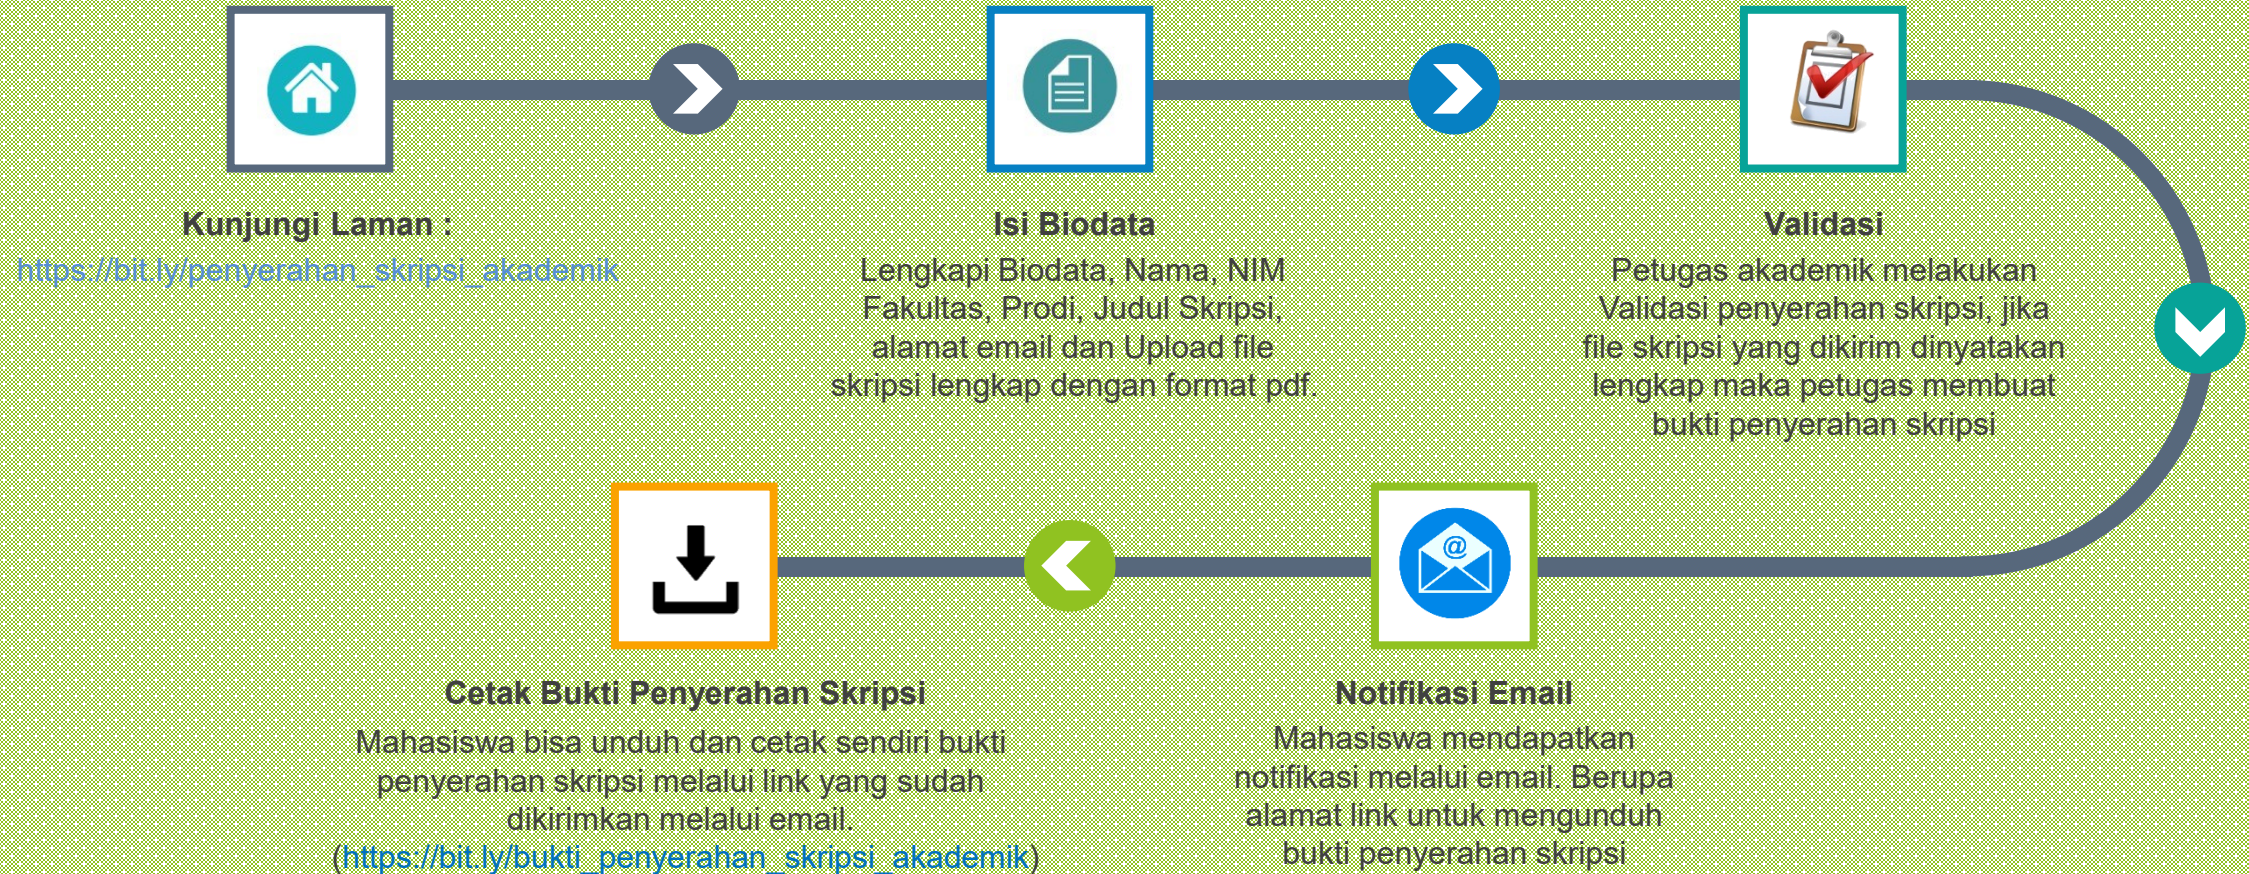 Kunjungi Laman :
https://bit.ly/penyerahan_skripsi_akademik
Isi Biodata
Lengkapi Biodata, Nama, NIM
Fakultas, Prodi, Judul Skripsi,
alamat email dan Upload file
skripsi lengkap dengan format pdf.
Validasi
Petugas akademik melakukan
Validasi penyerahan skripsi, jika
file skripsi yang dikirim dinyatakan
lengkap maka petugas membuat
bukti penyerahan skripsi
@
Notifikasi Email
Mahasiswa mendapatkan
notifikasi melalui email. Berupa
alamat link untuk mengunduh
bukti penyerahan skripsi
Cetak Bukti Penyerahan Skripsi
Mahasiswa bisa unduh dan cetak sendiri bukti
penyerahan skripsi melalui link yang sudah
dikirimkan melalui email.
(https://bit.ly/bukti_penyerahan_skripsi_akademik)